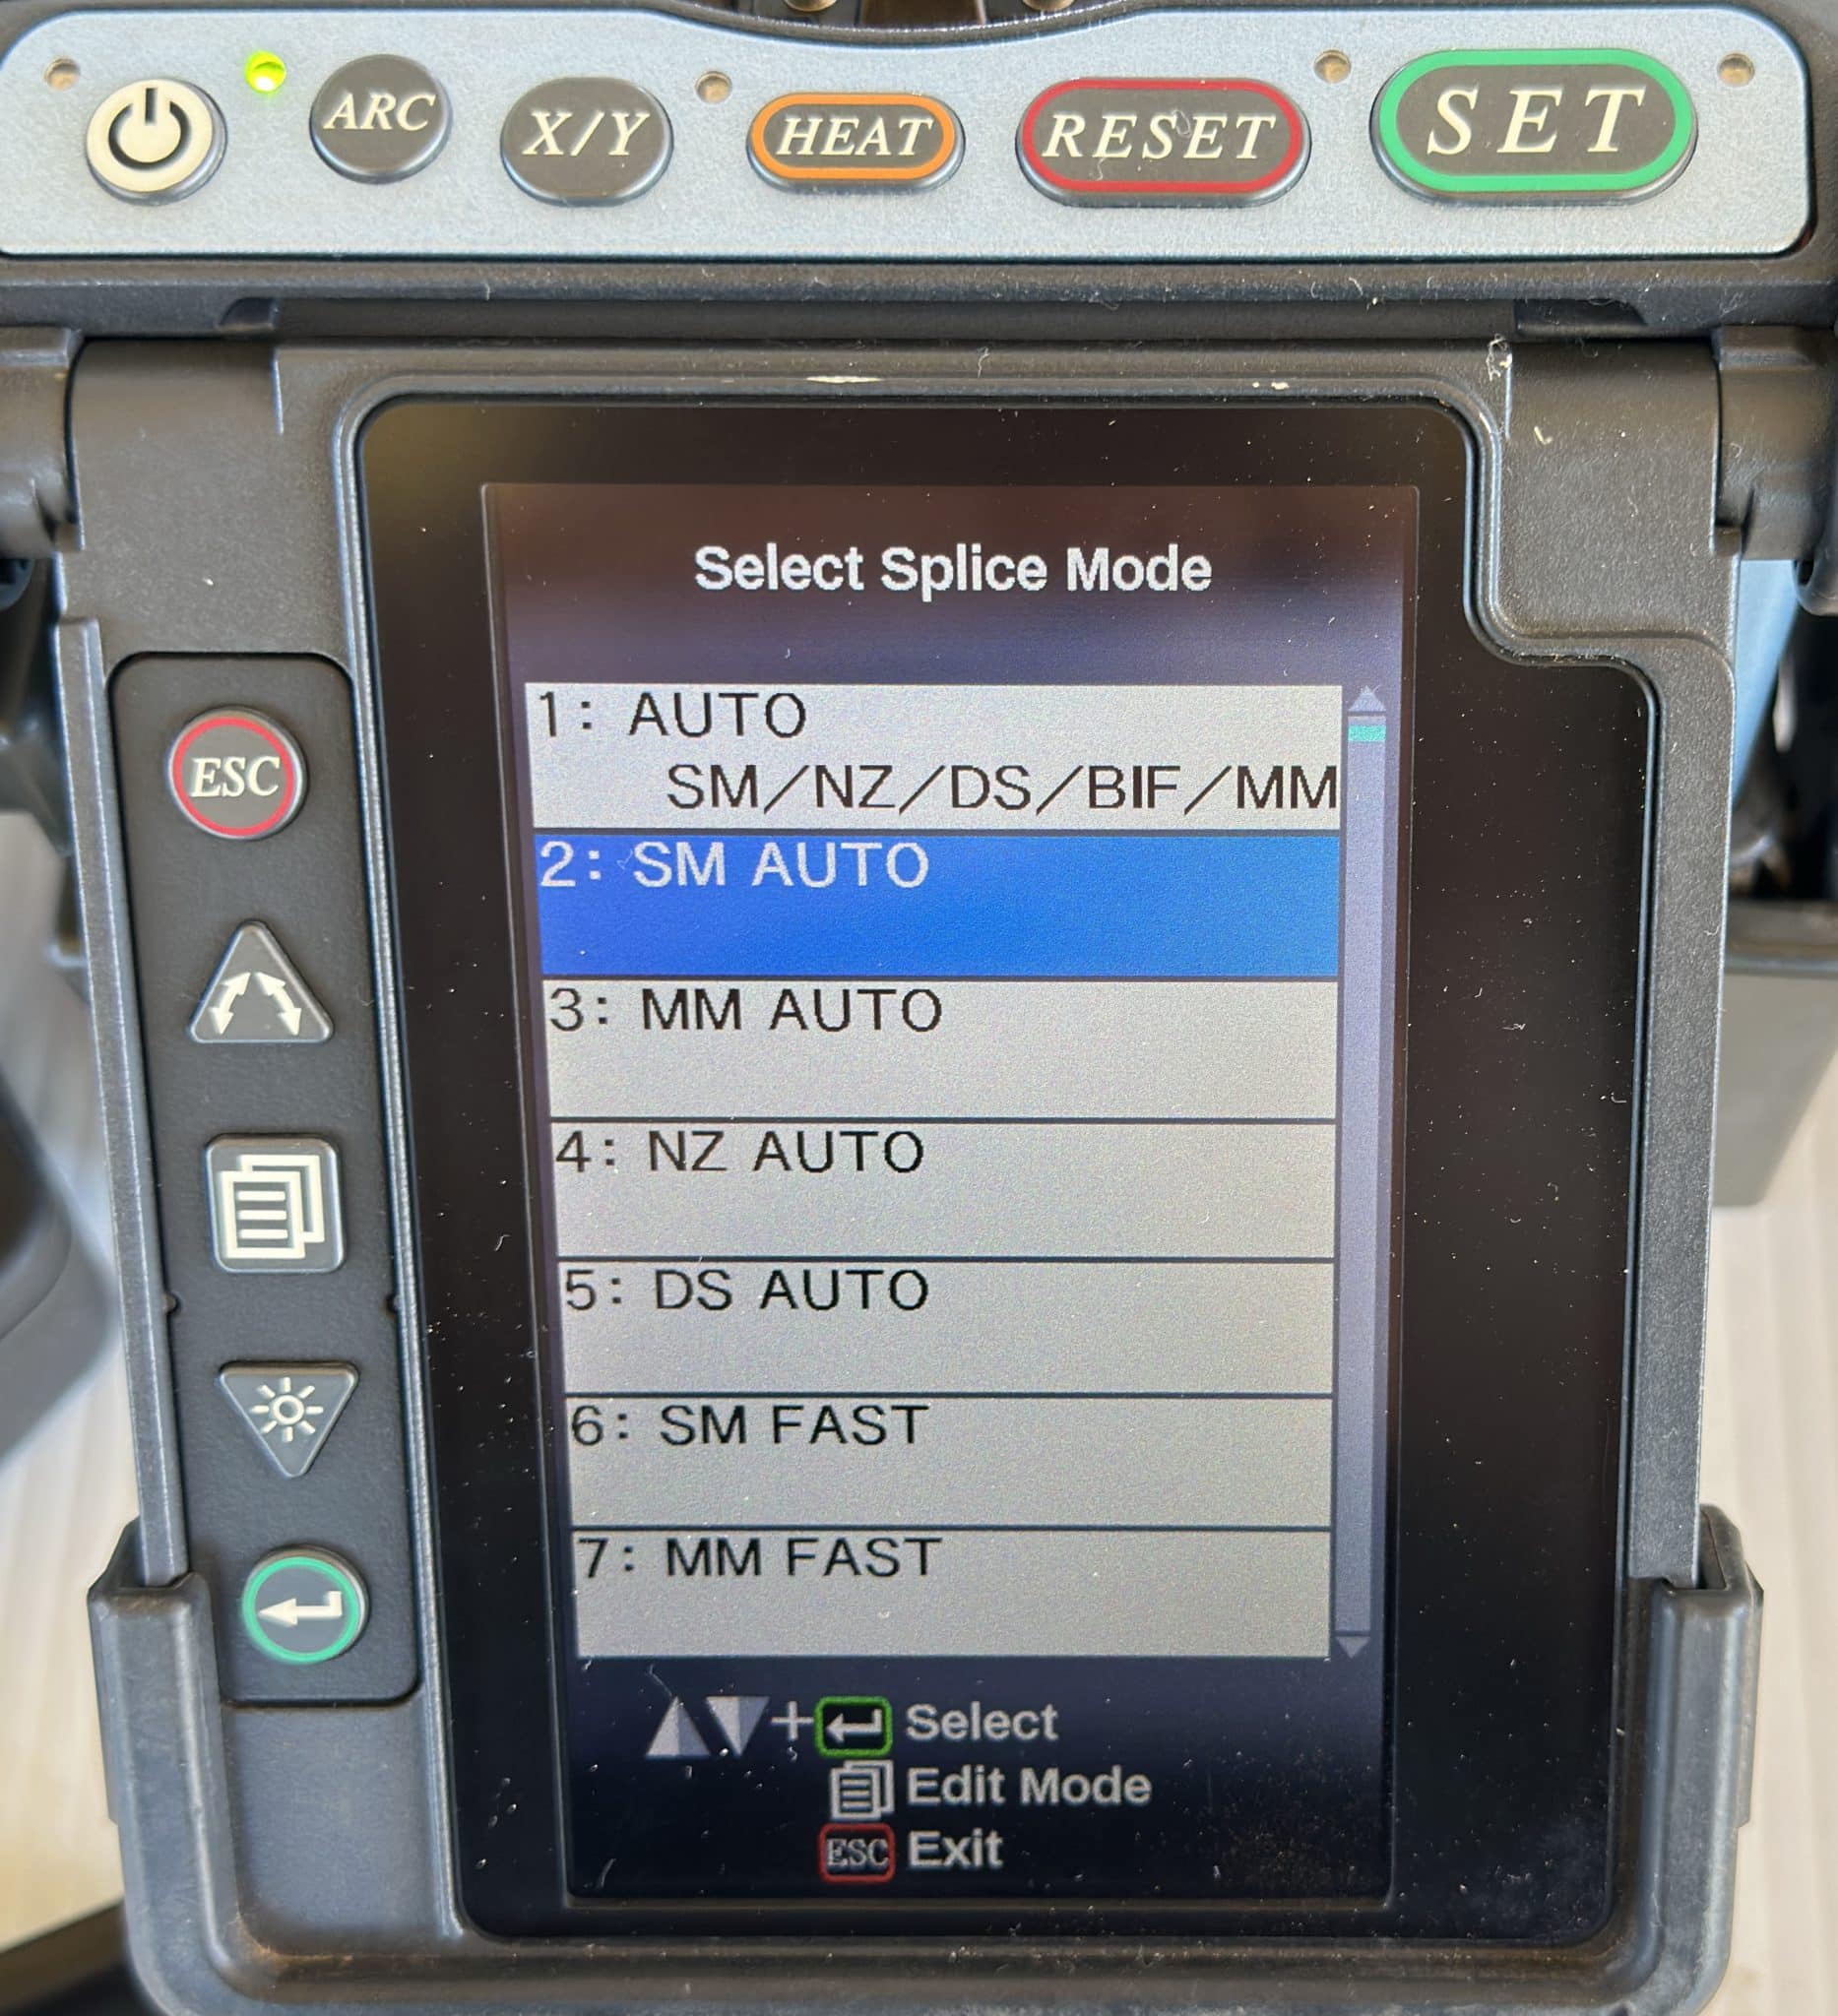 ARC X/Y HEAT RESET SET
Select Splice Mode
1: AUTO
SM/NZ/DS/BIF/MM
2: SM AUTO
3: MM AUTO
4: NZ AUTO
5: DS AUTO
6: SM FAST
7: MM FAST
Select
Edit Mode
ESC Exit
ESC